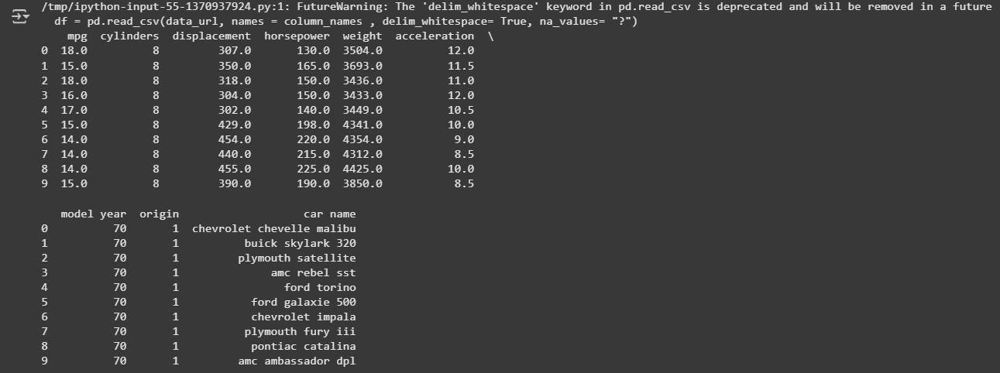 /tmp/ipython-input-55-1370937924.py:1: FutureWarning: The 'delim_whitespace' keyword in pd.read_csv is deprecated and will be removed in a future
  df = pd.read_csv(data_url, names = column_names , delim_whitespace= True, na_values= "?")
    mpg  cylinders  displacement  horsepower  weight  acceleration  \
0  18.0          8         307.0       130.0  3504.0          12.0
1  15.0          8         350.0       165.0  3693.0          11.5
2  18.0          8         318.0       150.0  3436.0          11.0
3  16.0          8         304.0       150.0  3433.0          12.0
4  17.0          8         302.0       140.0  3449.0          10.5
5  15.0          8         429.0       198.0  4341.0          10.0
6  14.0          8         454.0       220.0  4354.0           9.0
7  14.0          8         440.0       215.0  4312.0           8.5
8  14.0          8         455.0       225.0  4425.0          10.0
9  15.0          8         390.0       190.0  3850.0           8.5
   model year  origin                   car name
0          70       1  chevrolet chevelle malibu
1          70       1          buick skylark 320
2          70       1         plymouth satellite
3          70       1              amc rebel sst
4          70       1                ford torino
5          70       1           ford galaxie 500
6          70       1           chevrolet impala
7          70       1          plymouth fury iii
8          70       1           pontiac catalina
9          70       1         amc ambassador dpl